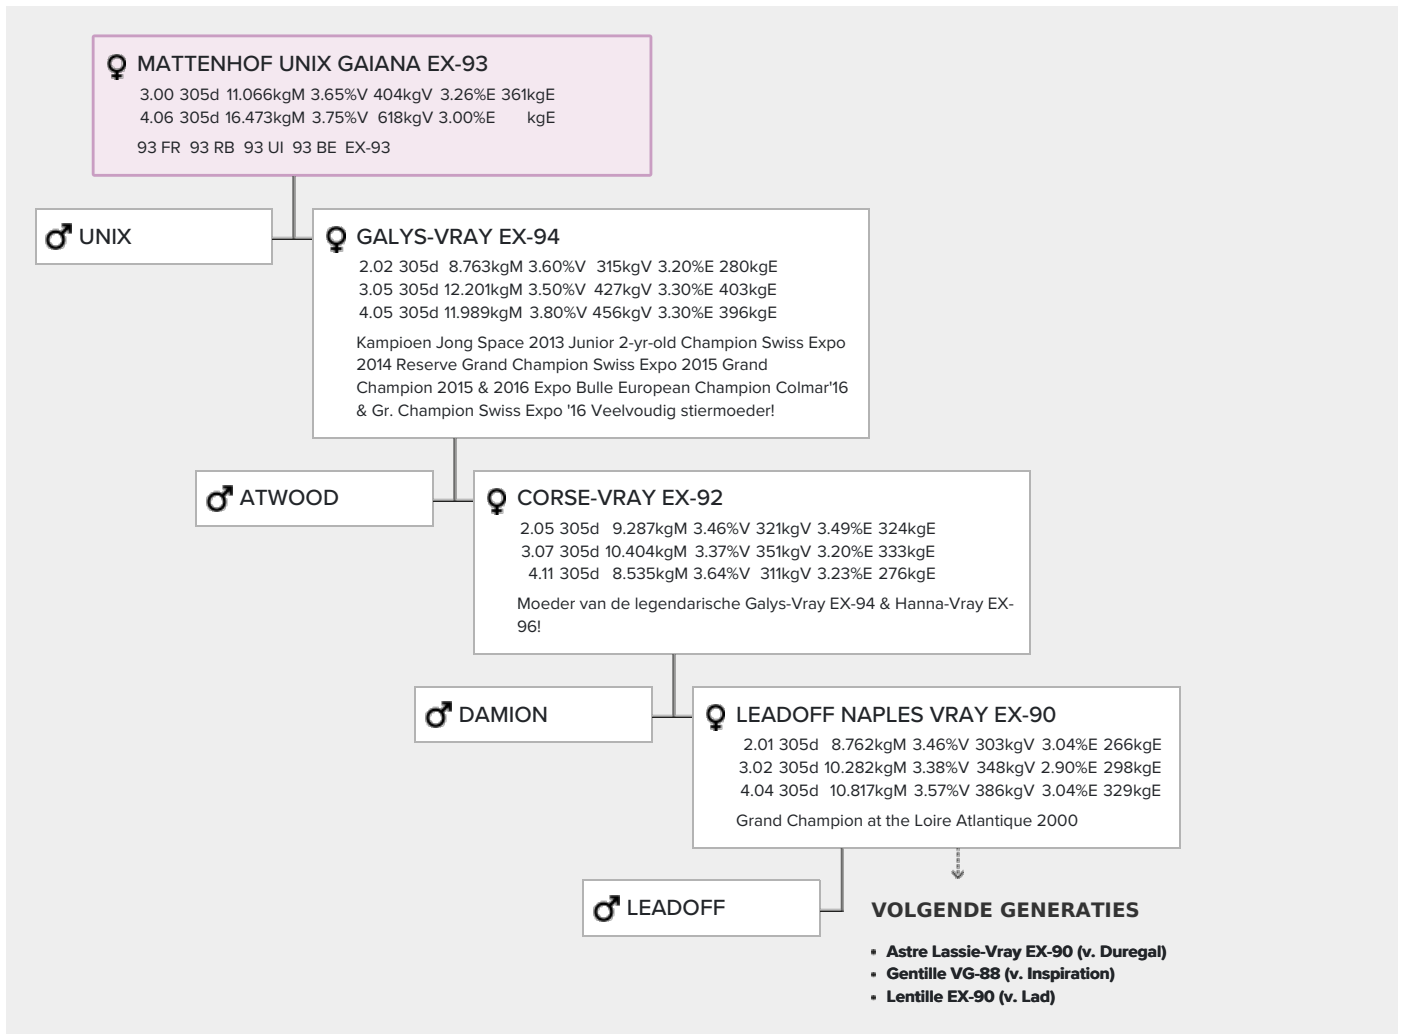 MATTENHOF UNIX GAIANA EX-93
3.00 305d 11.066kgM 3.65%V 404kgV 3.26%E 361kgE
4.06 305d 16.473kgM 3.75%V 618kgV 3.00%E kgE
93 FR 93 RB 93 UI 93 BE EX-93
UNIX
GALYS-VRAY EX-94
2.02 305d 8.763kgM 3.60%V 315kgV 3.20%E 280kgE
3.05 305d 12.201kgM 3.50%V 427kgV 3.30%E 403kgE
4.05 305d 11.989kgM 3.80%V 456kgV 3.30%E 396kgE
Kampioen Jong Space 2013 Junior 2-yr-old Champion Swiss Expo
2014 Reserve Grand Champion Swiss Expo 2015 Grand
Champion 2015 & 2016 Expo Bulle European Champion Colmar'16
& Gr. Champion Swiss Expo '16 Veelvoudig stiermoeder!
ATWOOD
CORSE-VRAY EX-92
2.05 305d 9.287kgM 3.46%V 321kgV 3.49%E 324kgE
3.07 305d 10.404kgM 3.37%V 351kgV 3.20%E 333kgE
4.11 305d 8.535kgM 3.64%V 311kgV 3.23%E 276kgE
Moeder van de legendarische Galys-Vray EX-94 & Hanna-Vray EX-
96!
DAMION
LEADOFF NAPLES VRAY EX-90
2.01 305d 8.762kgM 3.46%V 303kgV 3.04%E 266kgE
3.02 305d 10.282kgM 3.38%V 348kgV 2.90%E 298kgE
4.04 305d 10.817kgM 3.57%V 386kgV 3.04%E 329kgE
Grand Champion at the Loire Atlantique 2000
LEADOFF
VOLGENDE GENERATIES
• Astre Lassie-Vray EX-90 (v. Duregal)
• Gentille VG-88 (v. Inspiration)
• Lentille EX-90 (v. Lad)